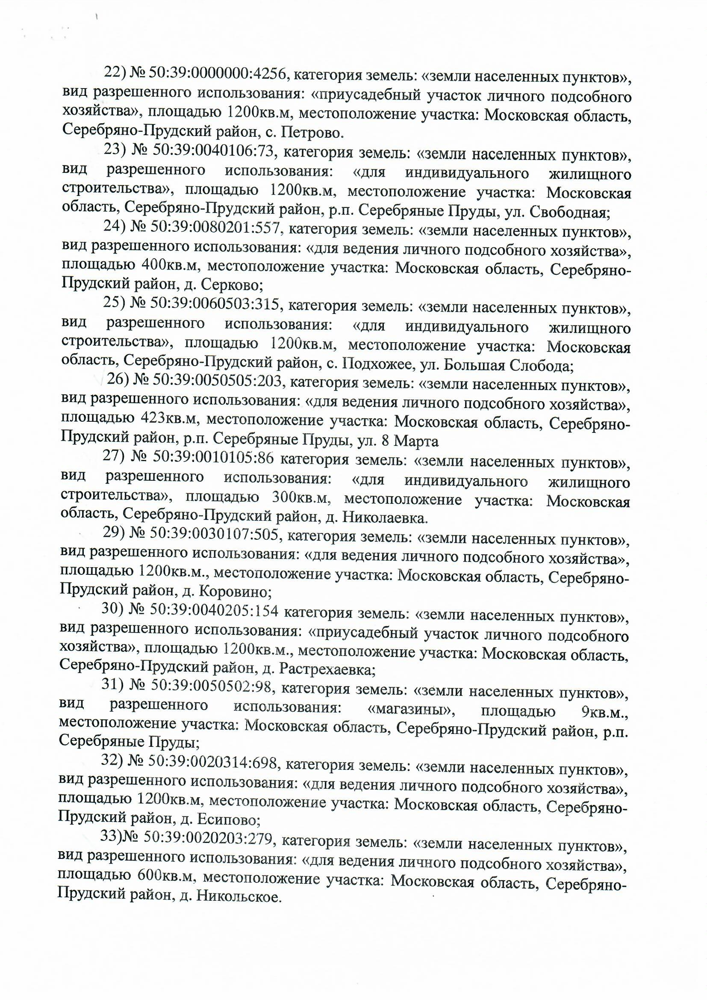 22) № 50:39:0000000:4256, категория земель: «земли населенных пунктов»,
вид разрешенного использования: «приусадебный участок личного подсобного
хозяйства», площадью 1200кв.м, местоположение участка: Московская область,
Серебряно-Прудский район, с. Петрово.
23) № 50:39:0040106:73, категория земель: «земли населенных пунктов»,
вид разрешенного использования: «для индивидуального жилищного
строительства», площадью 1200кв.м, местоположение участка: Московская
область, Серебряно-Прудский район, р.п. Серебряные Пруды, ул. Свободная;
24) № 50:39:0080201:557, категория земель: «земли населенных пунктов»,
вид разрешенного использования: «для ведения личного подсобного хозяйства»,
площадью 400кв.м, местоположение участка: Московская область, Серебряно-
Прудский район, д. Серково;
25) № 50:39:0060503:315, категория земель: «земли населенных пунктов»,
вид разрешенного использования: «для индивидуального жилищного
строительства», площадью 1200кв.м, местоположение участка: Московская
область, Серебряно-Прудский район, с. Подхожее, ул. Большая Слобода;
26) № 50:39:0050505:203, категория земель: «земли населенных пунктов»,
вид разрешенного использования: «для ведения личного подсобного хозяйства»,
площадью 423кв.м, местоположение участка: Московская область, Серебряно-
Прудский район, р.п. Серебряные Пруды, ул. 8 Марта
27) № 50:39:0010105:86 категория земель: «земли населенных пунктов»,
вид разрешенного использования: «для индивидуального жилищного
строительства», площадью 300кв.м, местоположение участка: Московская
область, Серебряно-Прудский район, д. Николаевка.
29) № 50:39:0030107:505, категория земель: «земли населенных пунктов»,
вид разрешенного использования: «для ведения личного подсобного хозяйства»,
площадью 1200кв.м., местоположение участка: Московская область, Серебряно-
Прудский район, д. Коровино;
30) № 50:39:0040205:154 категория земель: «земли населенных пунктов»,
вид разрешенного использования: «приусадебный участок личного подсобного
хозяйства», площадью 1200кв.м., местоположение участка: Московская область,
Серебряно-Прудский район, д. Растрехаевка;
31) № 50:39:0050502:98, категория земель: «земли населенных пунктов»,
вид разрешенного использования: «магазины», площадью 9кв.м.,
местоположение участка: Московская область, Серебряно-Прудский район, р.п.
Серебряные Пруды;
32) № 50:39:0020314:698, категория земель: «земли населенных пунктов»,
вид разрешенного использования: «для ведения личного подсобного хозяйства»,
площадью 1200кв.м, местоположение участка: Московская область, Серебряно-
Прудский район, д. Есипово;
33)№ 50:39:0020203:279, категория земель: «земли населенных пунктов»,
вид разрешенного использования: «для ведения личного подсобного хозяйства»,
площадью 600кв.м, местоположение участка: Московская область, Серебряно-
Прудский район, д. Никольское.